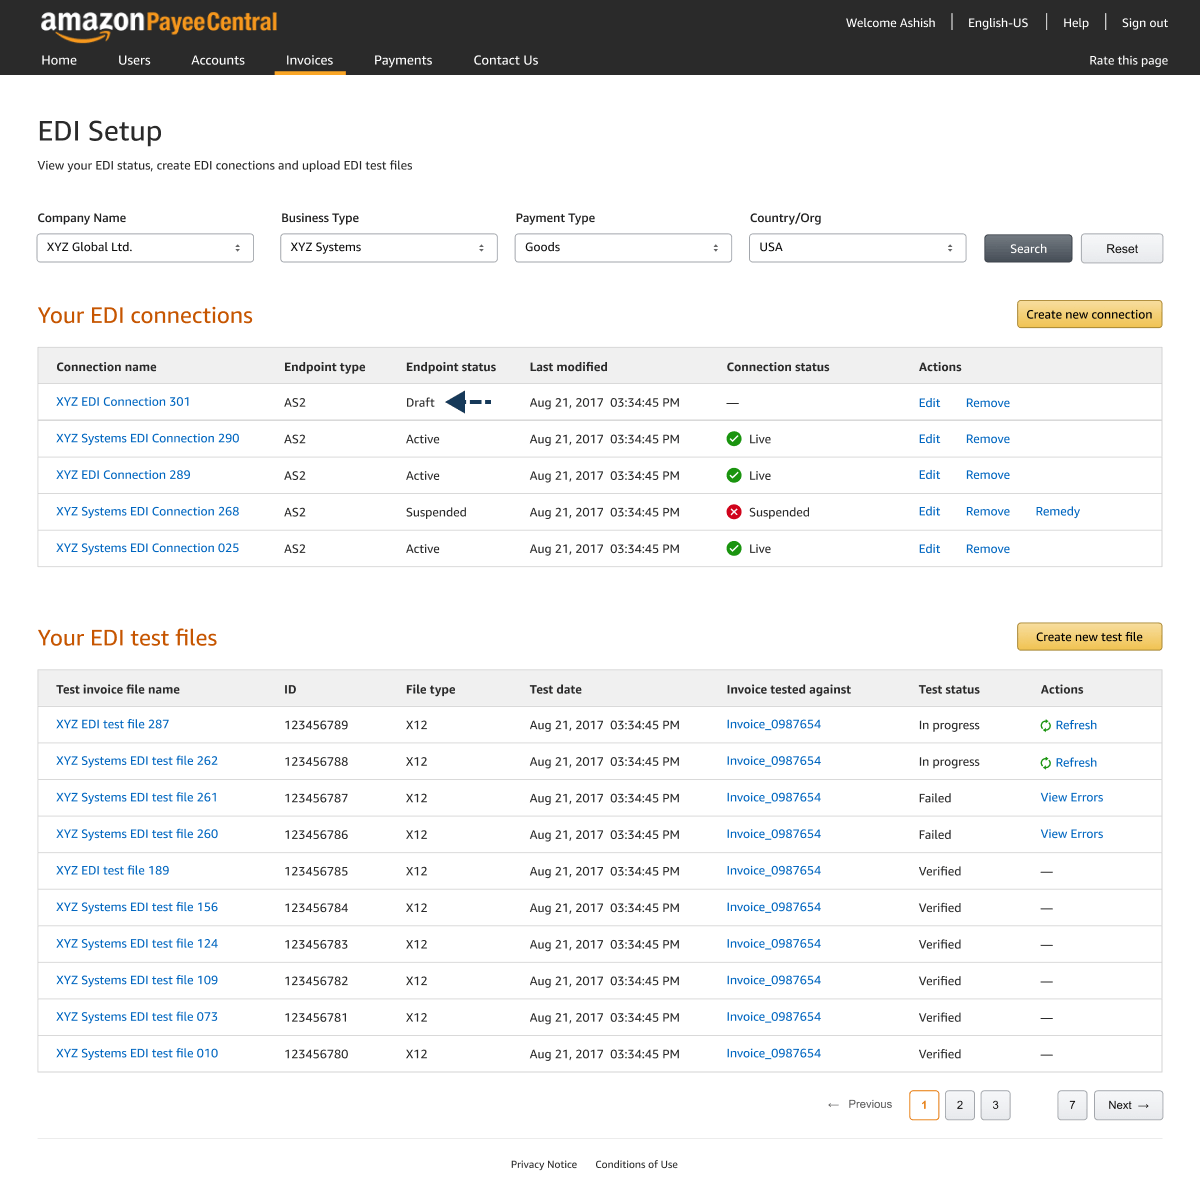 amazonPayeeCentral
Welcome Ashish | English-US | Help | Sign out
Home Users Accounts Invoices Payments Contact Us Rate this page
EDI Setup
View your EDI status, create EDI conections and upload EDI test files
Company Name Business Type Payment Type Country/Org
XYZ Global Ltd. XYZ Systems Goods USA Search Reset
Your EDI connections Create new connection
Connection name Endpoint type Endpoint status Last modified Connection status Actions
XYZ EDI Connection 301 AS2 Draft Aug 21, 2017 03:34:45 PM — Edit Remove
XYZ Systems EDI Connection 290 AS2 Active Aug 21, 2017 03:34:45 PM Live Edit Remove
XYZ EDI Connection 289 AS2 Active Aug 21, 2017 03:34:45 PM Live Edit Remove
XYZ Systems EDI Connection 268 AS2 Suspended Aug 21, 2017 03:34:45 PM Suspended Edit Remove Remedy
XYZ Systems EDI Connection 025 AS2 Active Aug 21, 2017 03:34:45 PM Live Edit Remove
Your EDI test files Create new test file
Test invoice file name ID File type Test date Invoice tested against Test status Actions
XYZ EDI test file 287 123456789 X12 Aug 21, 2017 03:34:45 PM Invoice_0987654 In progress Refresh
XYZ Systems EDI test file 262 123456788 X12 Aug 21, 2017 03:34:45 PM Invoice_0987654 In progress Refresh
XYZ Systems EDI test file 261 123456787 X12 Aug 21, 2017 03:34:45 PM Invoice_0987654 Failed View Errors
XYZ Systems EDI test file 260 123456786 X12 Aug 21, 2017 03:34:45 PM Invoice_0987654 Failed View Errors
XYZ EDI test file 189 123456785 X12 Aug 21, 2017 03:34:45 PM Invoice_0987654 Verified —
XYZ Systems EDI test file 156 123456784 X12 Aug 21, 2017 03:34:45 PM Invoice_0987654 Verified —
XYZ Systems EDI test file 124 123456783 X12 Aug 21, 2017 03:34:45 PM Invoice_0987654 Verified —
XYZ Systems EDI test file 109 123456782 X12 Aug 21, 2017 03:34:45 PM Invoice_0987654 Verified —
XYZ Systems EDI test file 073 123456781 X12 Aug 21, 2017 03:34:45 PM Invoice_0987654 Verified —
XYZ Systems EDI test file 010 123456780 X12 Aug 21, 2017 03:34:45 PM Invoice_0987654 Verified —
← Previous 1 2 3 7 Next →
Privacy Notice Conditions of Use